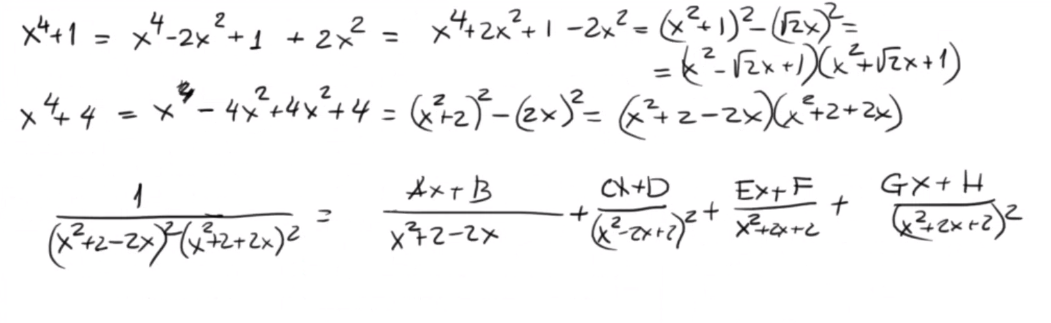 x⁴+1 = x⁴-2x²+1 + 2x² = x⁴+2x²+1 -2x² = (x²+1)²-(√2x)²=
= (x²-√2x+1)(x²+√2x+1)
x⁴+4 = x⁴ - 4x²+4x²+4 = (x²+2)²-(2x)²= (x²+2-2x)(x²+2+2x)
1/((x²+2-2x)²(x²+2+2x)²) = (Ax+B)/(x²+2-2x) + (Cx+D)/(x²-2x+2)² + (Ex+F)/(x²+2x+2) + (Gx+H)/(x²+2x+2)²